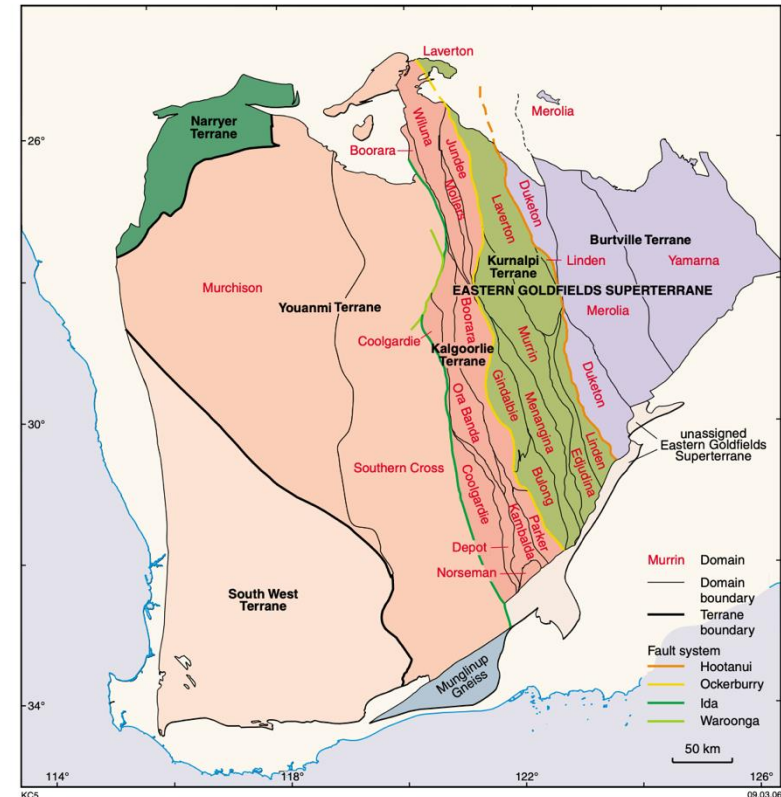 Laverton
Narryer
Terrane
Merolia
26°
Wiluna
Boorara
Jundee
Mollers
Duketon
Laverton
Burtville Terrane
Kurnalpi
Terrane
Linden
Yamarna
Murchison
EASTERN GOLDFIELDS SUPERTERRANE
Youanmi Terrane
Merolia
Boorara
Coolgardie
Kalgoorlie
Terrane
Murrin
Gindalbie
Duketon
Ora Banda
Menangina
30°
Linden
unassigned
Eastern Goldfields
Superterrane
Edjudina
Southern Cross
Coolgardie
Bulong
Parker
Kambalda
Depot
Norseman
South West
Terrane
Munglinup
Gneiss
34°
Murrin Domain
Domain
boundary
Terrane
boundary
Fault system
Hootanui
Ockerburry
Ida
Waroonga
50 km
114°
118°
122°
126°
KC5
09.03.06